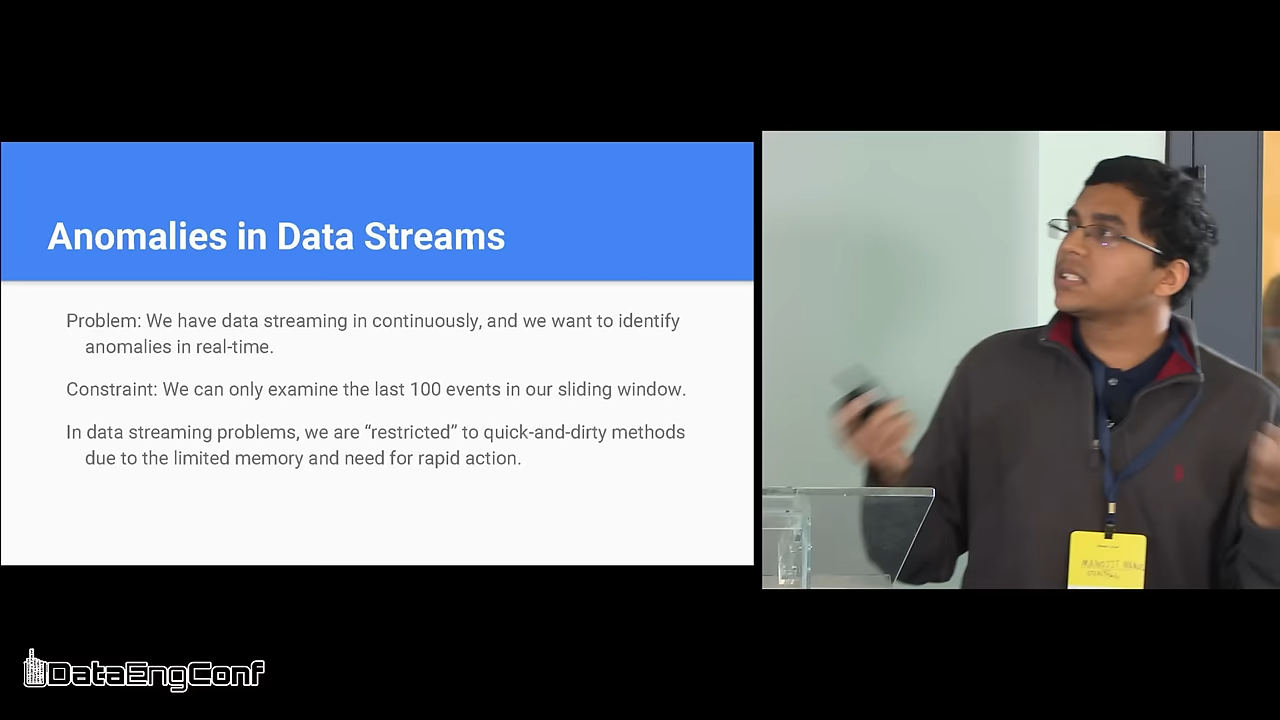 Anomalies in Data Streams
Problem: We have data streaming in continuously, and we want to identify
anomalies in real-time.
Constraint: We can only examine the last 100 events in our sliding window.
In data streaming problems, we are “restricted” to quick-and-dirty methods
due to the limited memory and need for rapid action.
MANOJIT
DataEngConf